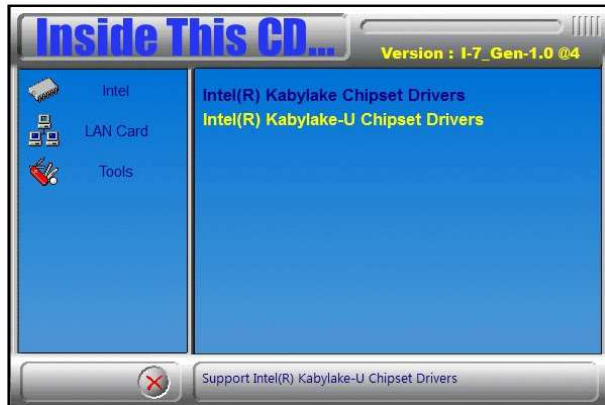 Inside This CD...
Version : I-7_Gen-1.0 @4
Intel
LAN Card
Tools
Intel(R) Kabylake Chipset Drivers
Intel(R) Kabylake-U Chipset Drivers
Support Intel(R) Kabylake-U Chipset Drivers